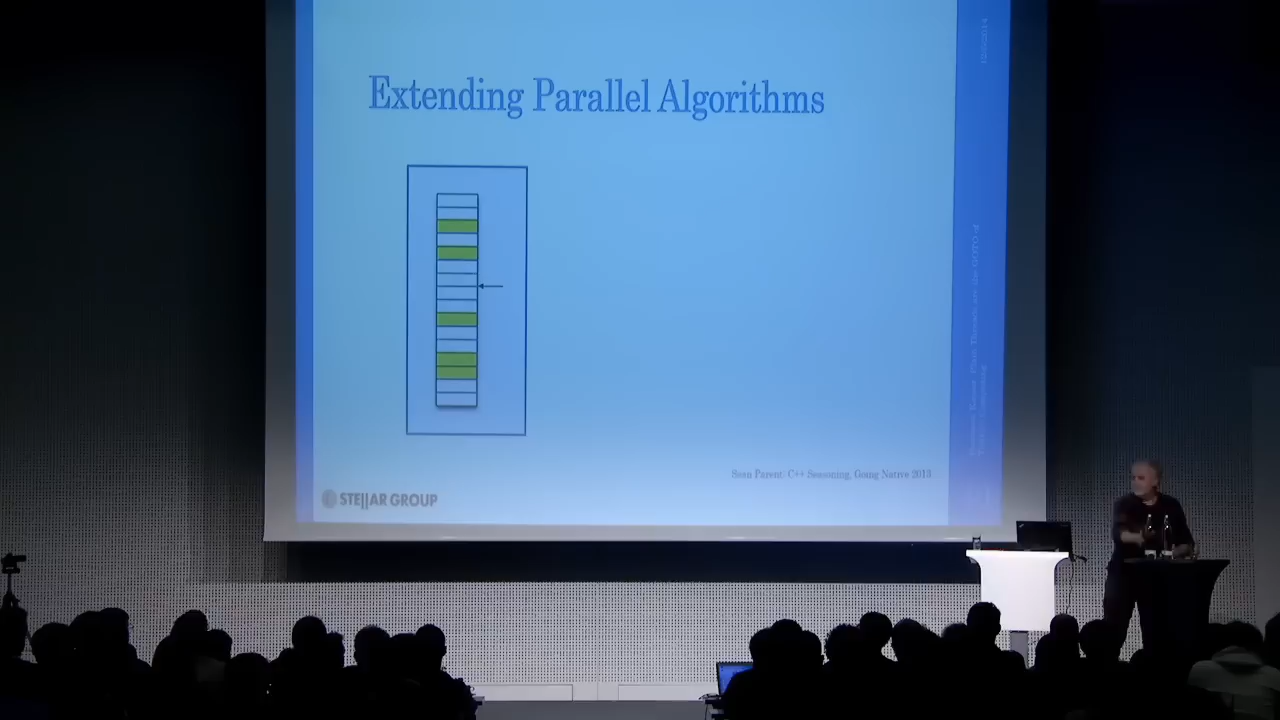 Extending Parallel Algorithms
Sean Parent: C++ Seasoning, Going Native 2013
STE||AR GROUP